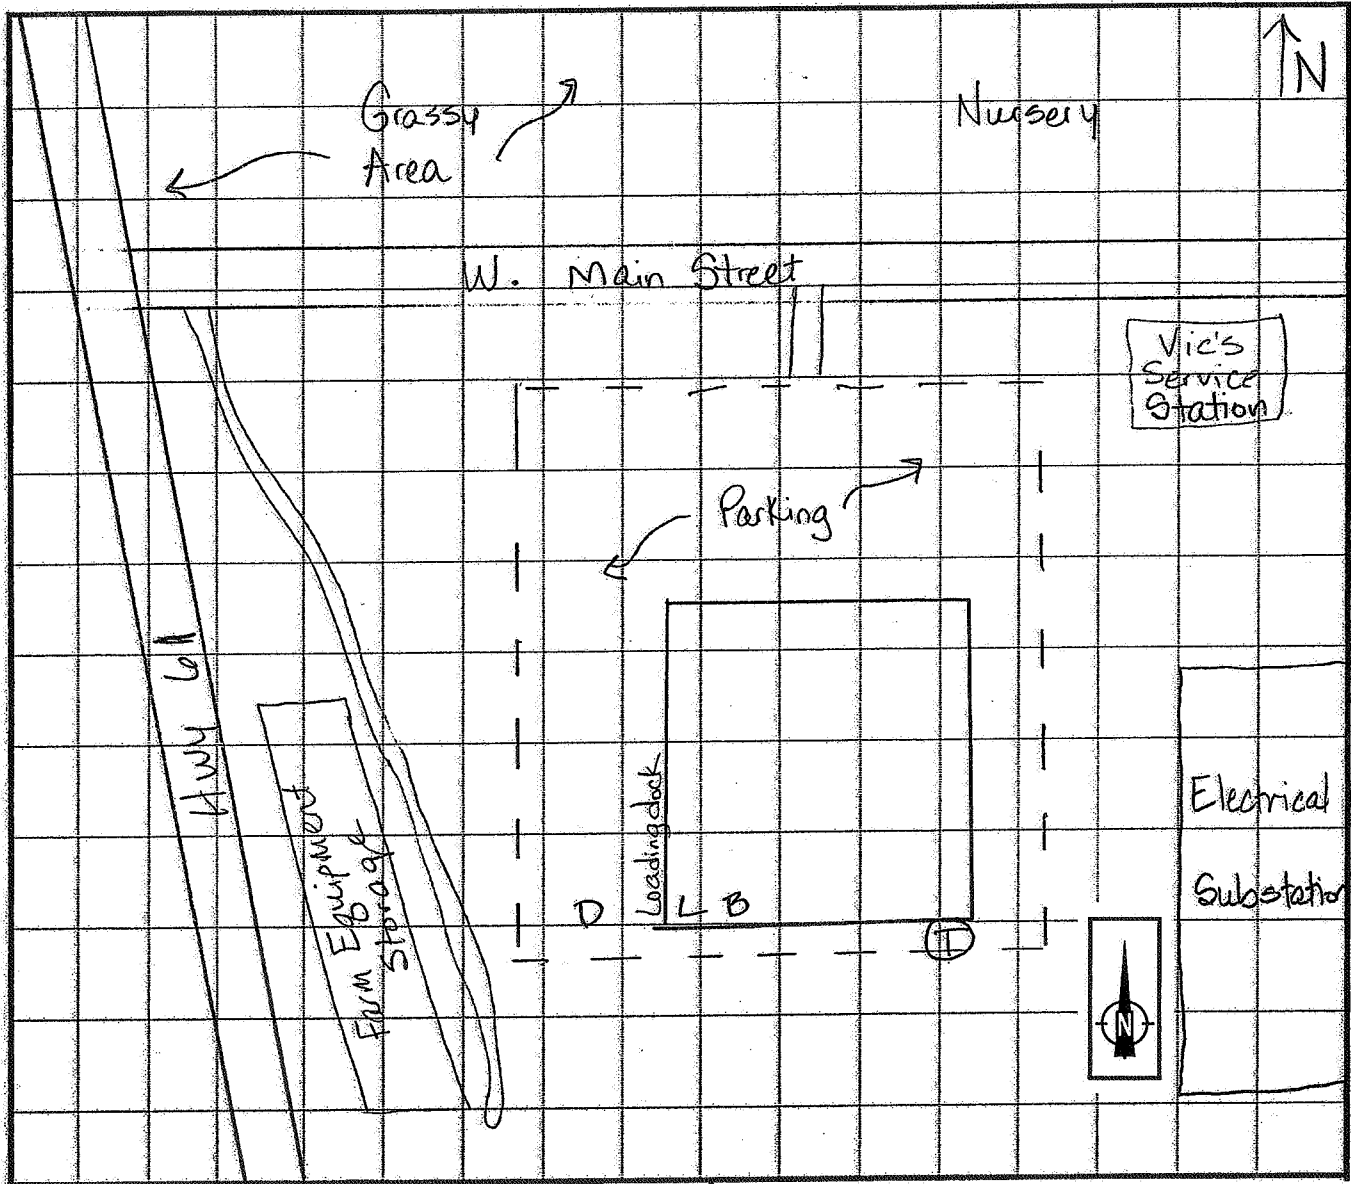 N
Grassy
Area
Nursery
W. Main Street
Vic's
Service
Station
Parking
Hwy 61
Farm Equipment
Storage
Loading dock
D
L B
T
Electrical
Substation
N